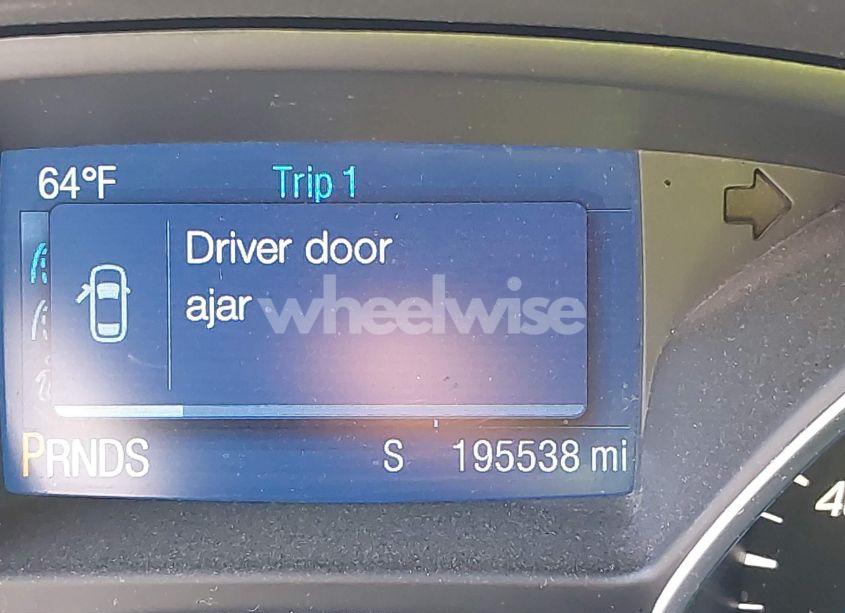 64°F Trip 1
Driver door
ajar
wheelwise
PRNDS S 195538 mi